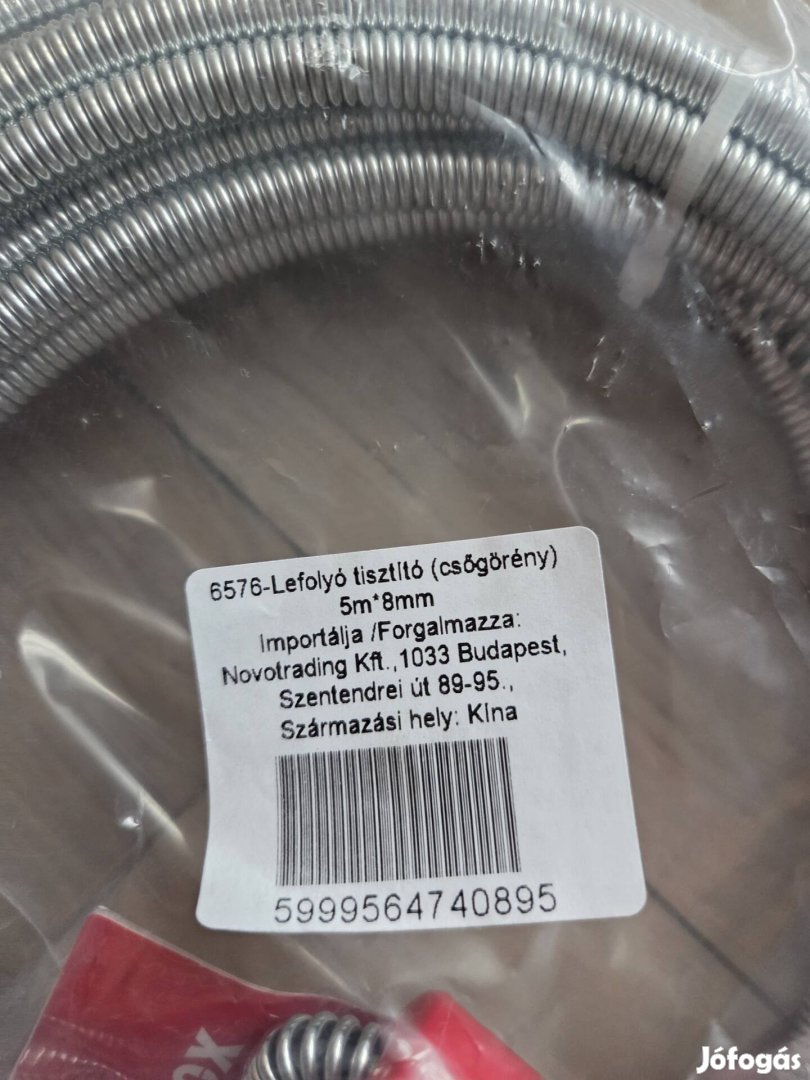 6576-Lefolyó tisztító (csőgörény)
5m*8mm
Importálja /Forgalmazza:
Novotrading Kft.,1033 Budapest,
Szentendrei út 89-95.,
Származási hely: Kína
5999564740895
Jófogás